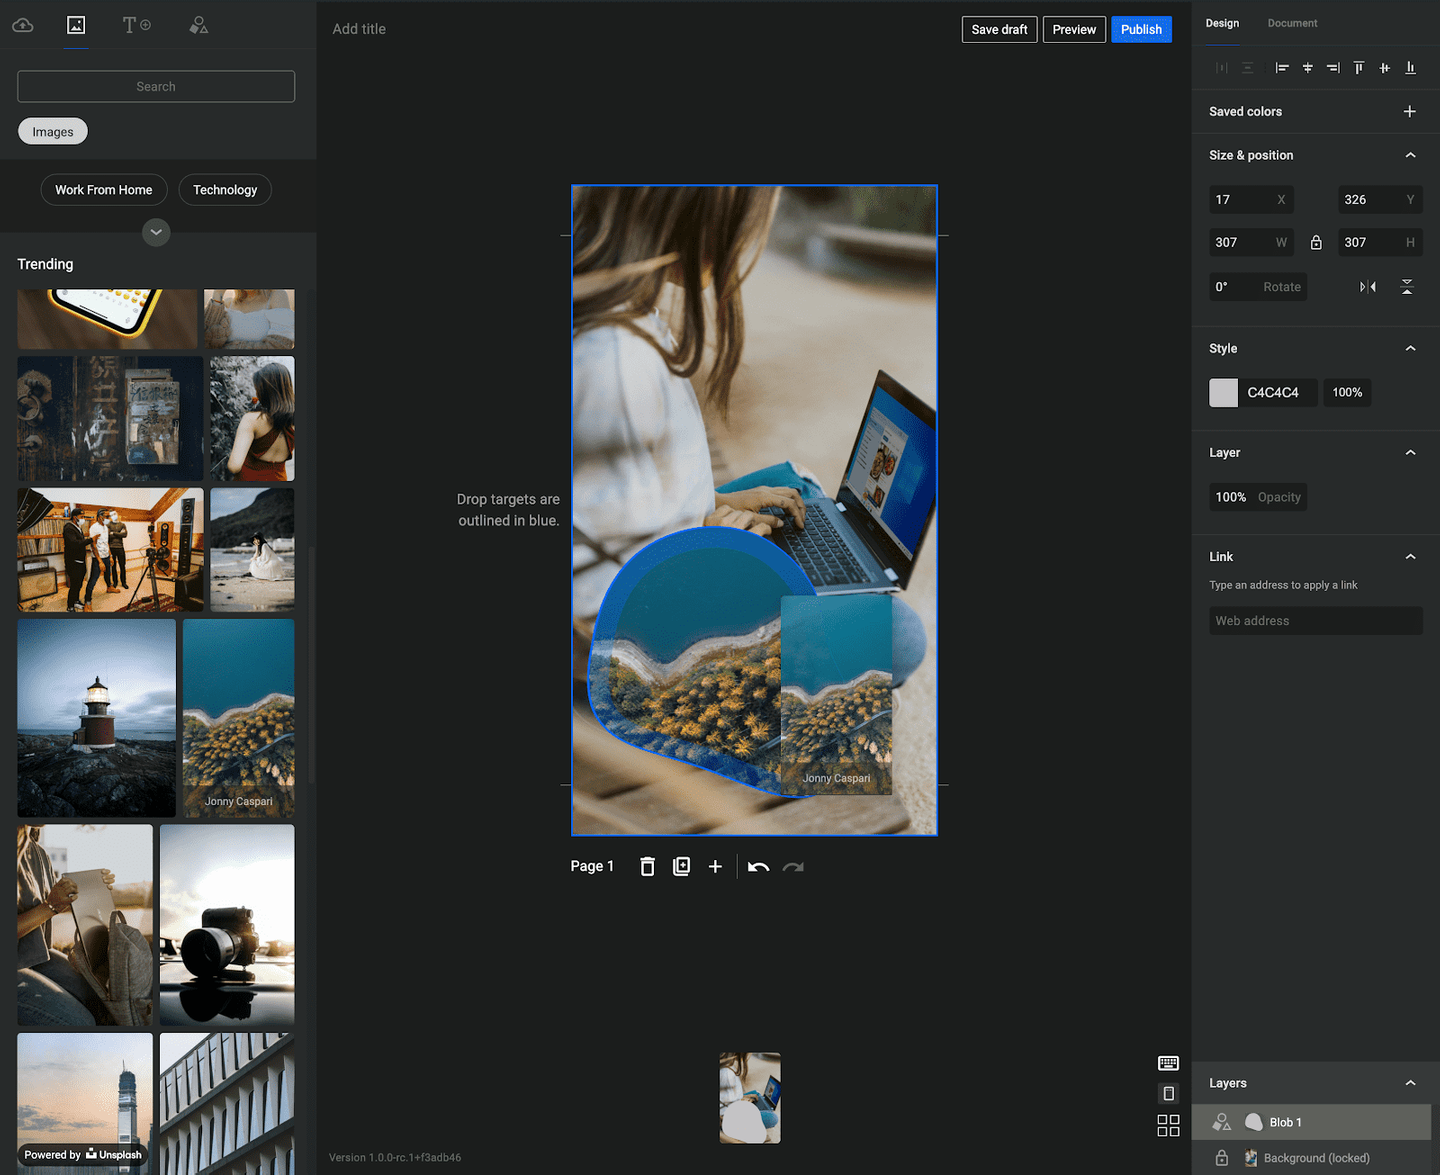 Add title
Save draft
Preview
Publish
Design
Document
Search
Images
Work From Home
Technology
Trending
Jonny Caspari
Powered by Unsplash
Drop targets are
outlined in blue.
Jonny Caspari
Page 1
Version 1.0.0-rc.1+f3adb46
Saved colors
Size & position
17 X
326 Y
307 W
307 H
0° Rotate
Style
C4C4C4
100%
Layer
100% Opacity
Link
Type an address to apply a link
Web address
Layers
Blob 1
Background (locked)